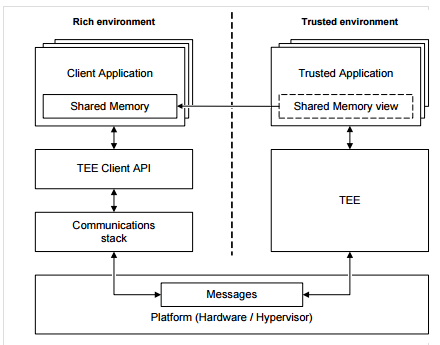 Rich environment
Trusted environment
Client Application
Trusted Application
Shared Memory
Shared Memory view
TEE Client API
TEE
Communications
stack
Messages
Platform (Hardware / Hypervisor)